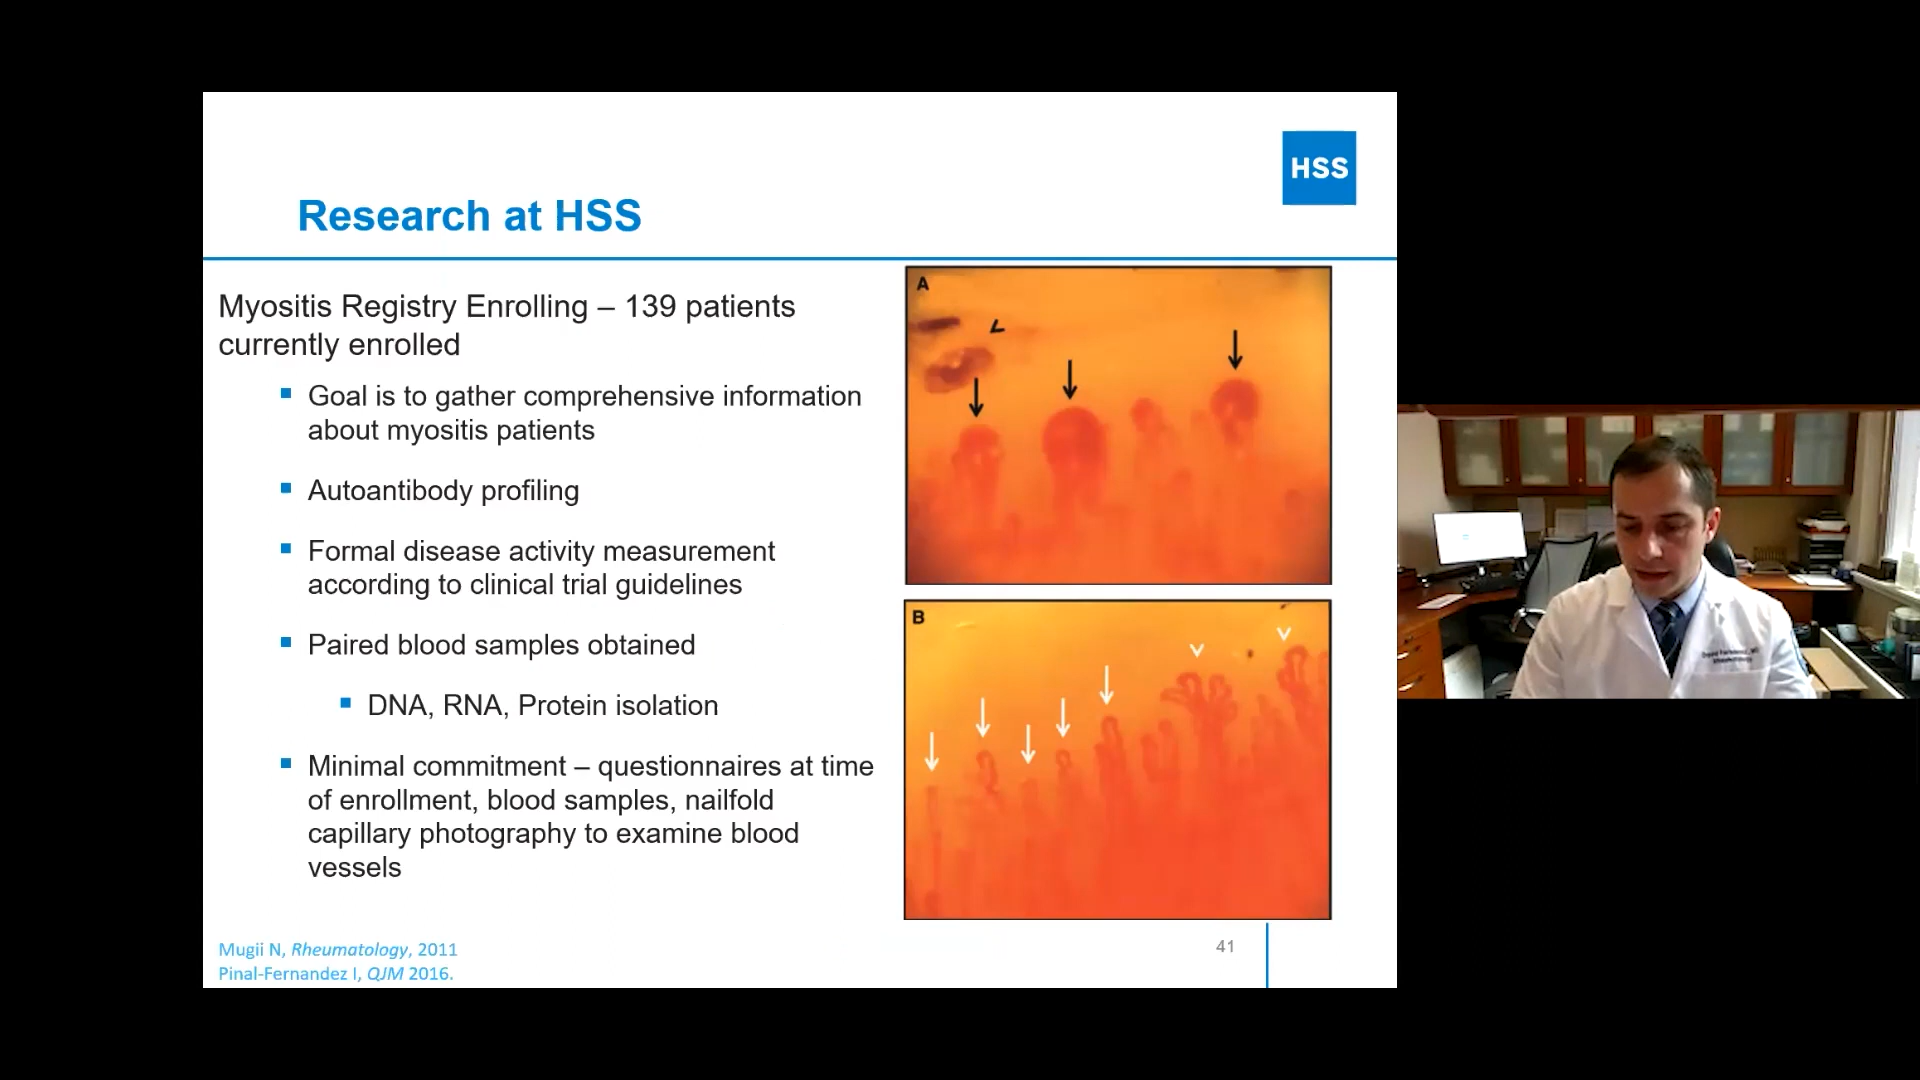 HSS
Research at HSS
Myositis Registry Enrolling – 139 patients
currently enrolled
Goal is to gather comprehensive information
about myositis patients
Autoantibody profiling
Formal disease activity measurement
according to clinical trial guidelines
Paired blood samples obtained
DNA, RNA, Protein isolation
Minimal commitment – questionnaires at time
of enrollment, blood samples, nailfold
capillary photography to examine blood
vessels
A
B
Mugii N, Rheumatology, 2011
Pinal-Fernandez I, QJM 2016.
41